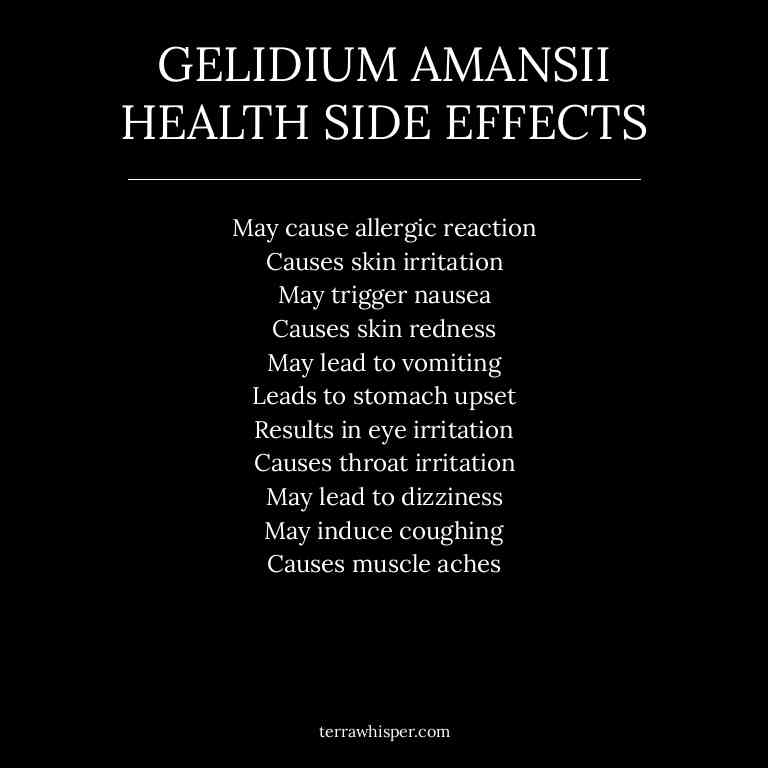 GELIDIUM AMANSII
HEALTH SIDE EFFECTS
May cause allergic reaction
Causes skin irritation
May trigger nausea
Causes skin redness
May lead to vomiting
Leads to stomach upset
Results in eye irritation
Causes throat irritation
May lead to dizziness
May induce coughing
Causes muscle aches
terrawhisper.com